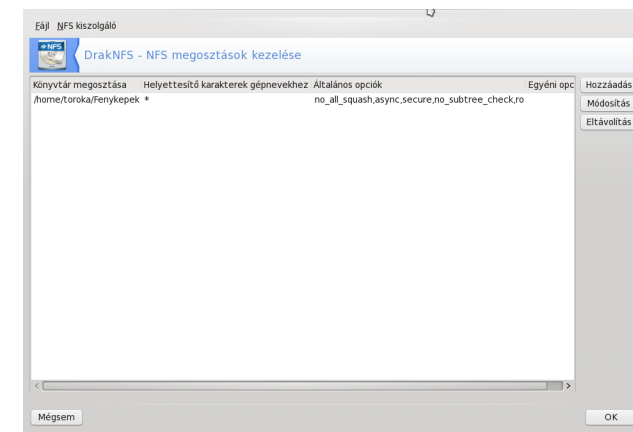 Fájl NFS kiszolgáló
NFS
DrakNFS - NFS megosztások kezelése
Könyvtár megosztása Helyettesítő karakterek gépnevekhez Általános opciók Egyéni opc
/home/toroka/Fenykepek * no_all_squash,async,secure,no_subtree_check,ro
Hozzáadás
Módosítás
Eltávolítás
Mégsem OK